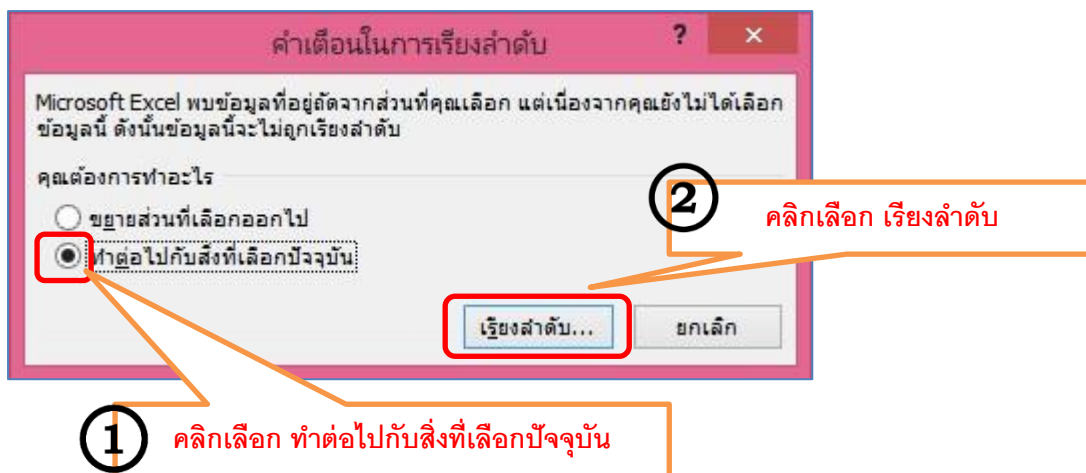 คำเตือนในการเรียงลำดับ
? ×
Microsoft Excel พบข้อมูลที่อยู่ถัดจากส่วนที่คุณเลือก แต่เนื่องจากคุณยังไม่ได้เลือก
ข้อมูลนี้ ดังนั้นข้อมูลนี้จะไม่ถูกเรียงลำดับ
คุณต้องการทำอะไร
ขยายส่วนที่เลือกออกไป
ทำต่อไปกับสิ่งที่เลือกปัจจุบัน
2
คลิกเลือก เรียงลำดับ
เรียงลำดับ...
ยกเลิก
1
คลิกเลือก ทำต่อไปกับสิ่งที่เลือกปัจจุบัน